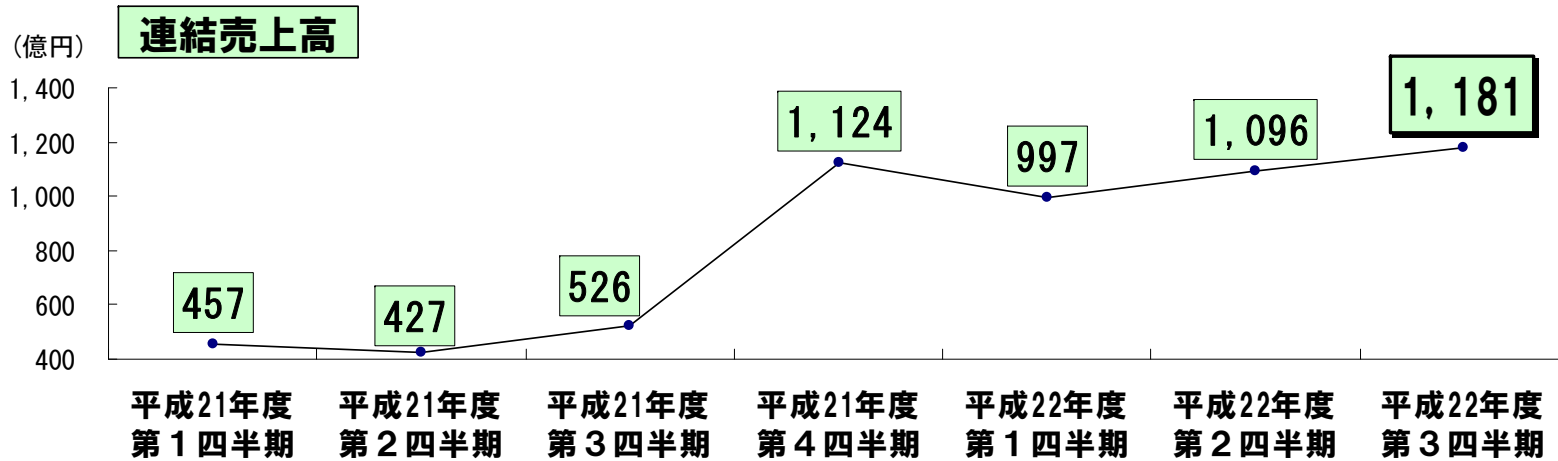 連結売上高
(億円)
1,400
1,200
1,000
800
600
400
457
427
526
1,124
997
1,096
1,181
平成21年度
第1四半期
平成21年度
第2四半期
平成21年度
第3四半期
平成21年度
第4四半期
平成22年度
第1四半期
平成22年度
第2四半期
平成22年度
第3四半期